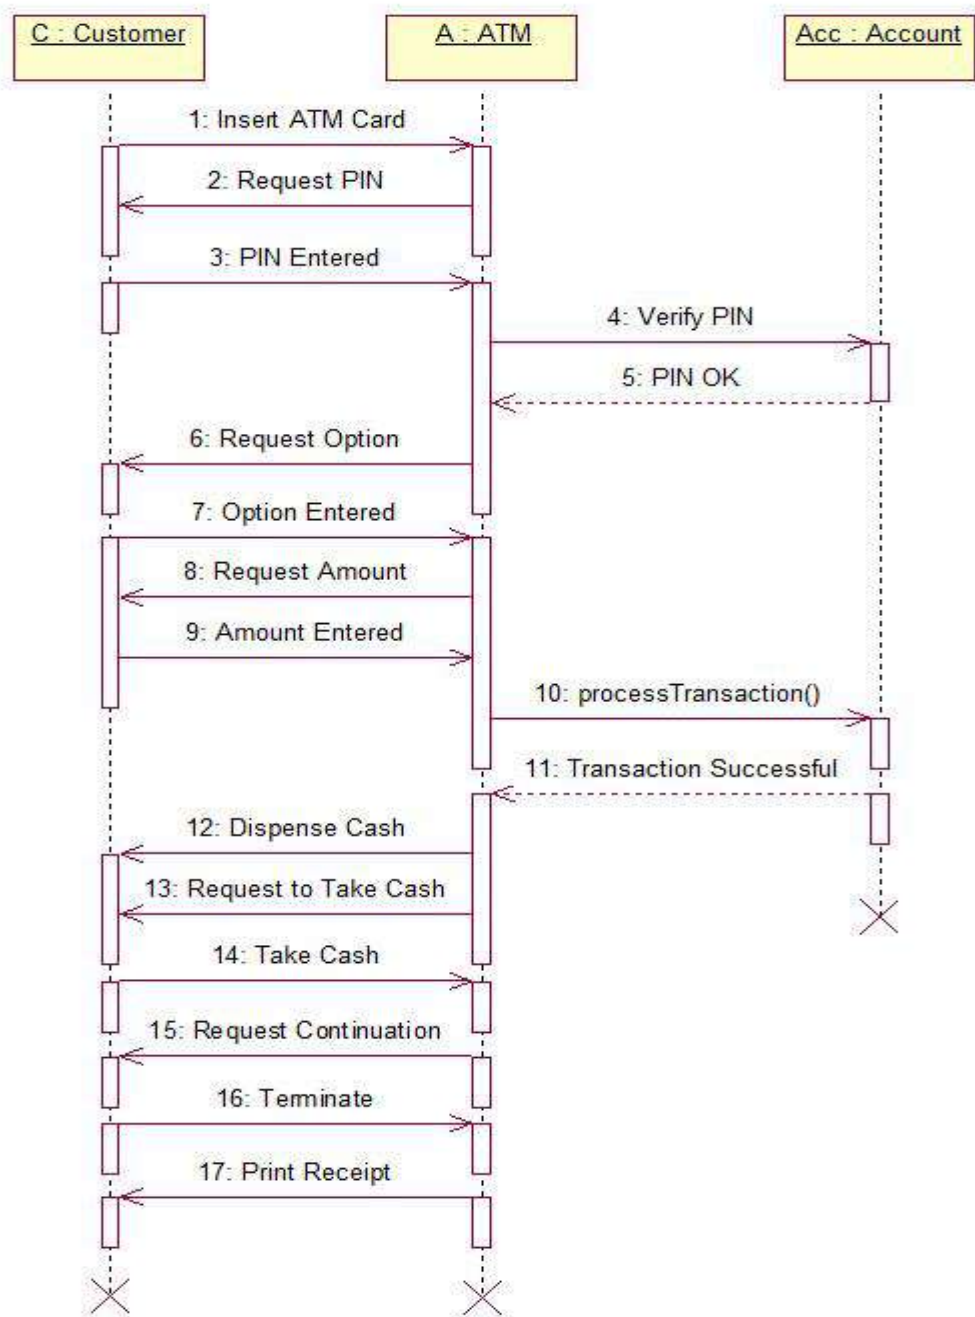 C : Customer
A : ATM
Acc : Account
1: Insert ATM Card
2: Request PIN
3: PIN Entered
4: Verify PIN
5: PIN OK
6: Request Option
7: Option Entered
8: Request Amount
9: Amount Entered
10: processTransaction()
11: Transaction Successful
12: Dispense Cash
13: Request to Take Cash
14: Take Cash
15: Request Continuation
16: Terminate
17: Print Receipt